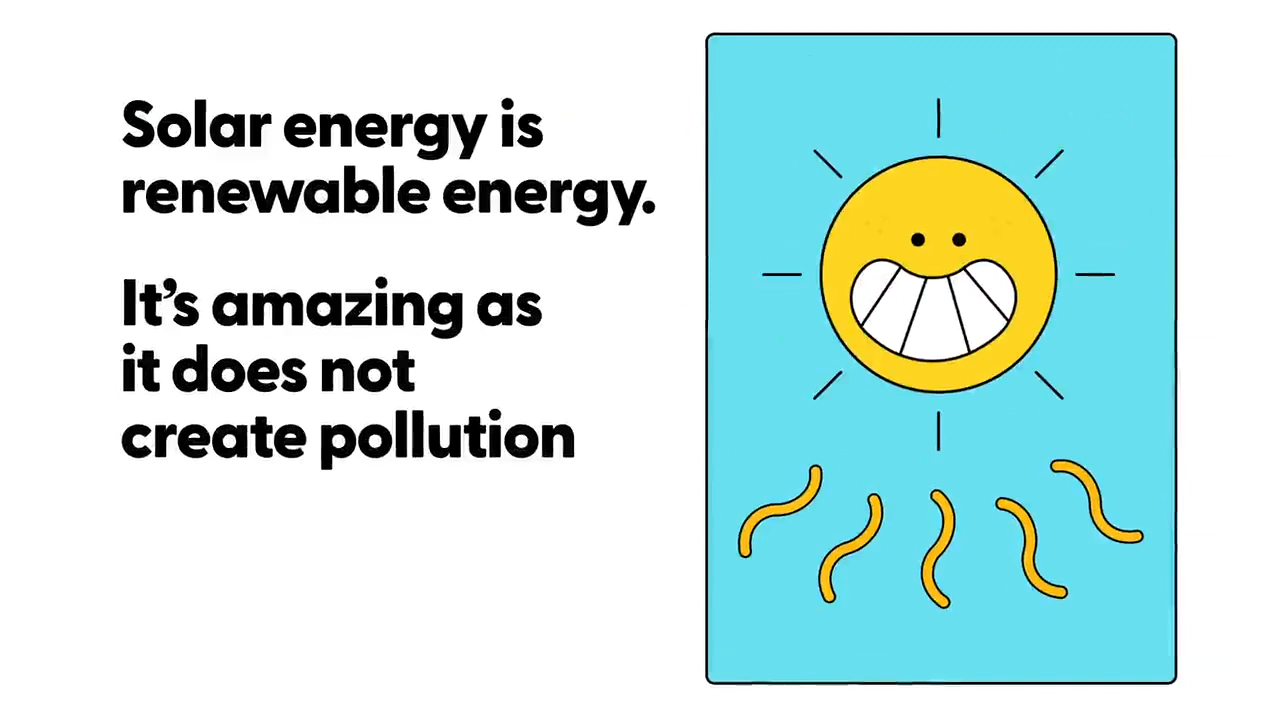 Solar energy is
renewable energy.
It’s amazing as
it does not
create pollution